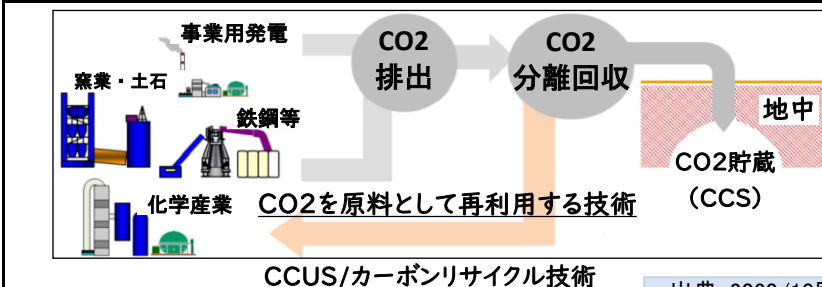 事業用発電
窯業・土石
鉄鋼等
化学産業
CO2
排出
CO2
分離回収
地中
CO2貯蔵
(CCS)
CO2を原料として再利用する技術
CCUS/カーボンリサイクル技術